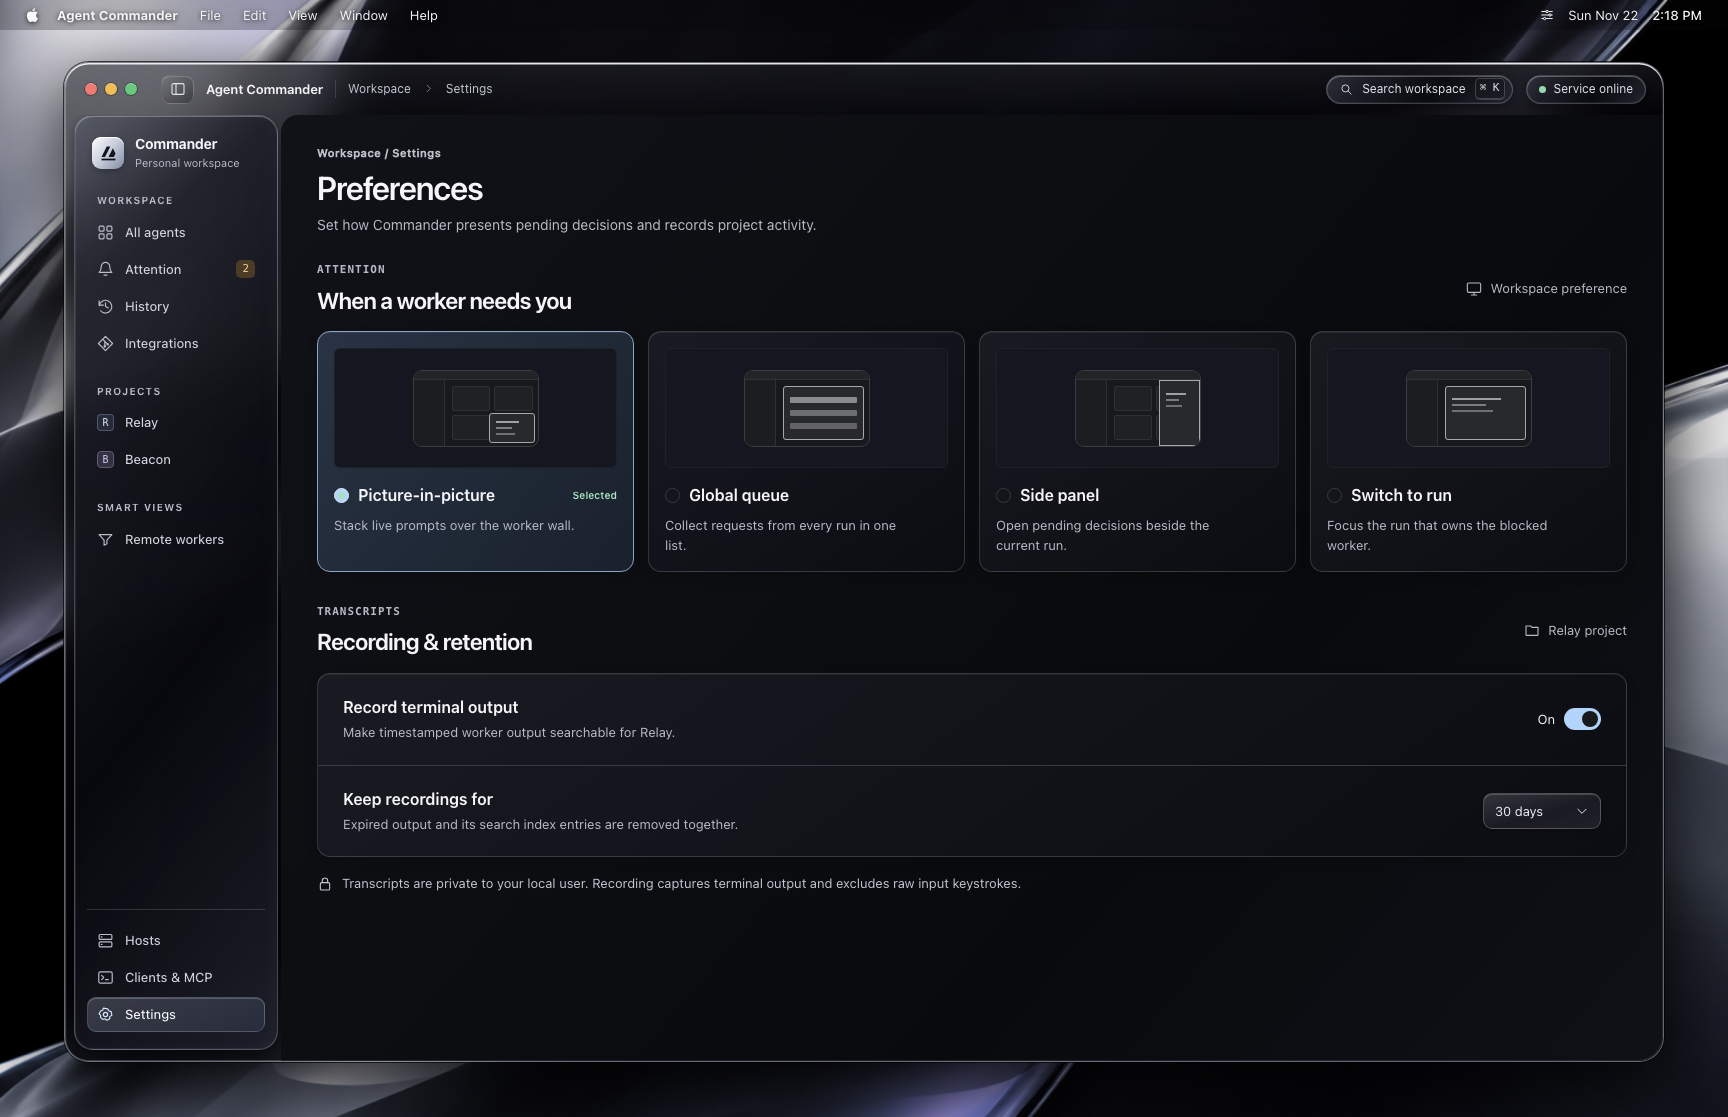 Agent Commander File Edit View Window Help
Sun Nov 22 2:18 PM
Agent Commander Workspace > Settings
Search workspace ⌘ K
Service online
Commander
Personal workspace
WORKSPACE
All agents
Attention 2
History
Integrations
PROJECTS
R Relay
B Beacon
SMART VIEWS
Remote workers
Hosts
Clients & MCP
Settings
Workspace / Settings
Preferences
Set how Commander presents pending decisions and records project activity.
ATTENTION
When a worker needs you
Workspace preference
Picture-in-picture Selected
Stack live prompts over the worker wall.
Global queue
Collect requests from every run in one
list.
Side panel
Open pending decisions beside the
current run.
Switch to run
Focus the run that owns the blocked
worker.
TRANSCRIPTS
Recording & retention
Relay project
Record terminal output
Make timestamped worker output searchable for Relay.
On
Keep recordings for
Expired output and its search index entries are removed together.
30 days
Transcripts are private to your local user. Recording captures terminal output and excludes raw input keystrokes.